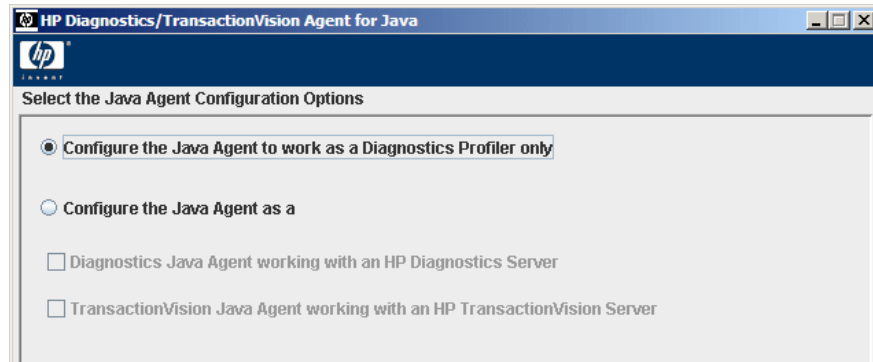 HP Diagnostics/TransactionVision Agent for Java
hp
invent
Select the Java Agent Configuration Options
Configure the Java Agent to work as a Diagnostics Profiler only
Configure the Java Agent as a
Diagnostics Java Agent working with an HP Diagnostics Server
TransactionVision Java Agent working with an HP TransactionVision Server